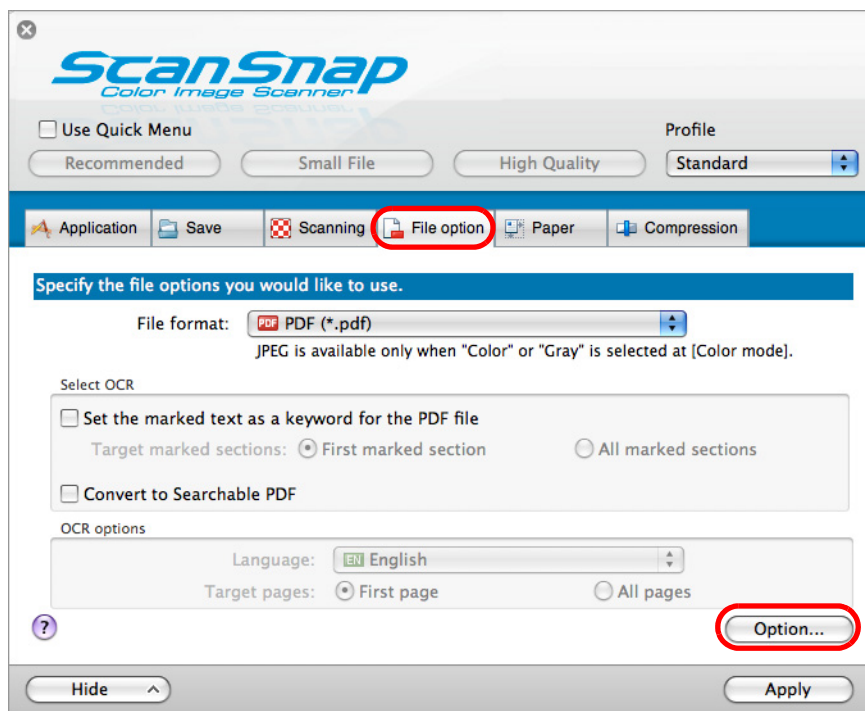 ScanSnap
Color Image Scanner
Use Quick Menu
Profile
Recommended Small File High Quality Standard
Application Save Scanning File option Paper Compression
Specify the file options you would like to use.
File format: PDF PDF (*.pdf)
JPEG is available only when "Color" or "Gray" is selected at [Color mode].
Select OCR
Set the marked text as a keyword for the PDF file
Target marked sections: First marked section All marked sections
Convert to Searchable PDF
OCR options
Language: EN English
Target pages: First page All pages
? Option...
Hide Apply